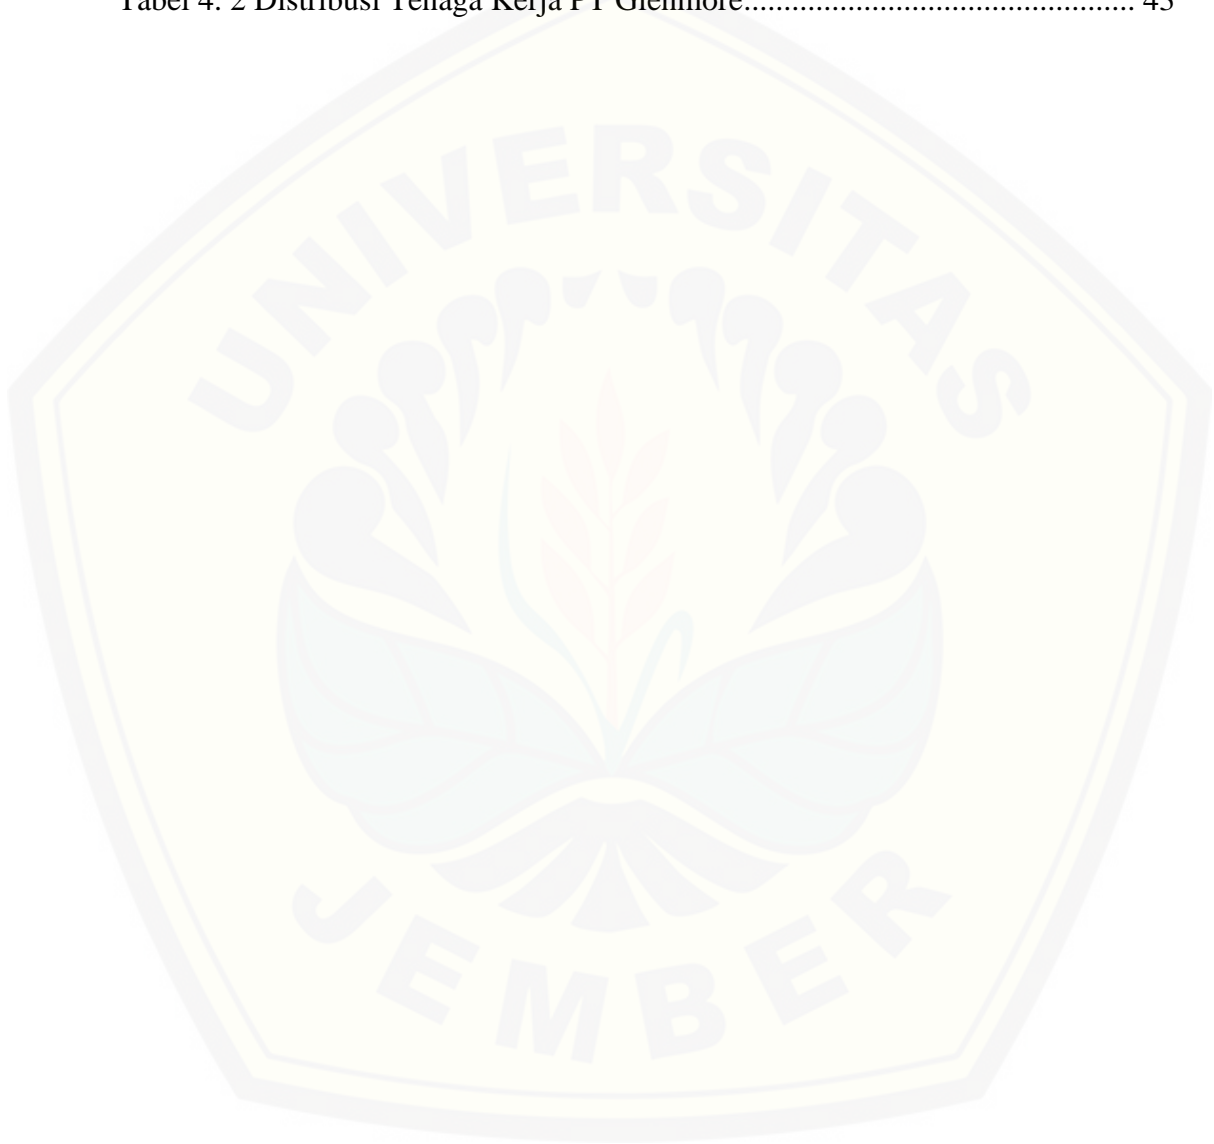 Tabel 4. 2 Distribusi Tenaga Kerja PT Glenmore................................................. 43
UNIVERSITAS
JEMBER